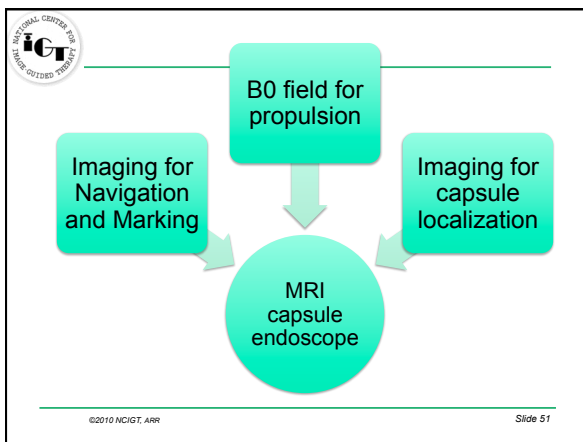 NATIONAL CENTER FOR
iGT
IMAGE GUIDED THERAPY
B0 field for
propulsion
Imaging for
Navigation
and Marking
Imaging for
capsule
localization
MRI
capsule
endoscope
©2010 NCIGT, ARR
Slide 51